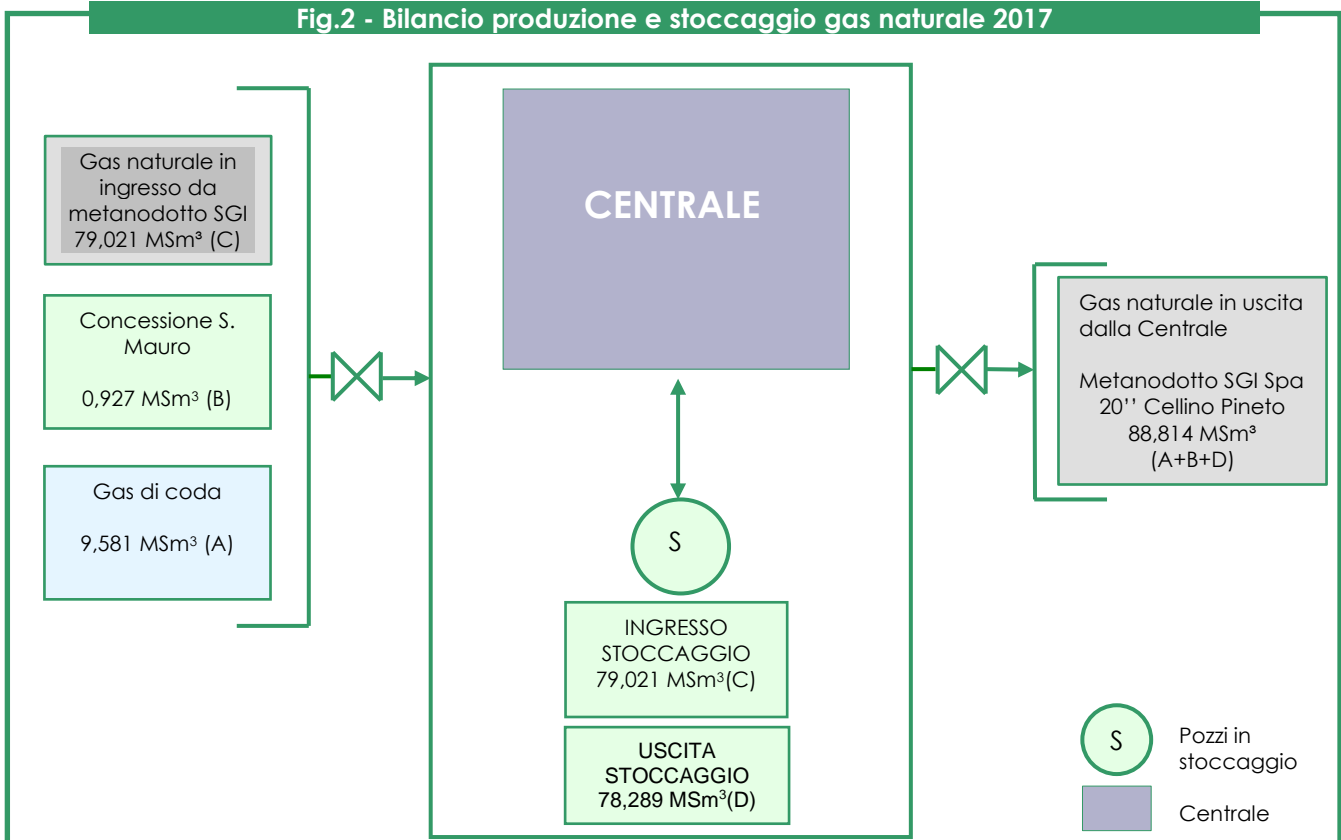 Fig.2 - Bilancio produzione e stoccaggio gas naturale 2017
Gas naturale in
ingresso da
metanodotto SGI
79,021 MSm³ (C)
Concessione S.
Mauro
0,927 MSm³ (B)
Gas di coda
9,581 MSm³ (A)
CENTRALE
S
INGRESSO
STOCCAGGIO
79,021 MSm³(C)
USCITA
STOCCAGGIO
78,289 MSm³(D)
Gas naturale in uscita
dalla Centrale
Metanodotto SGI Spa
20’’ Cellino Pineto
88,814 MSm³
(A+B+D)
S
Pozzi in
stoccaggio
Centrale